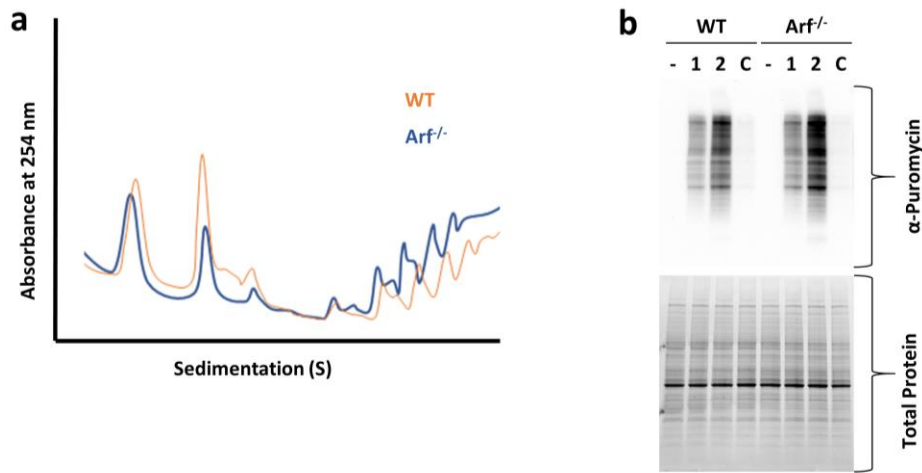 a
Absorbance at 254 nm
WT
Arf-/-
Sedimentation (S)
b
WT Arf-/-
- 1 2 C - 1 2 C
α-Puromycin
Total Protein